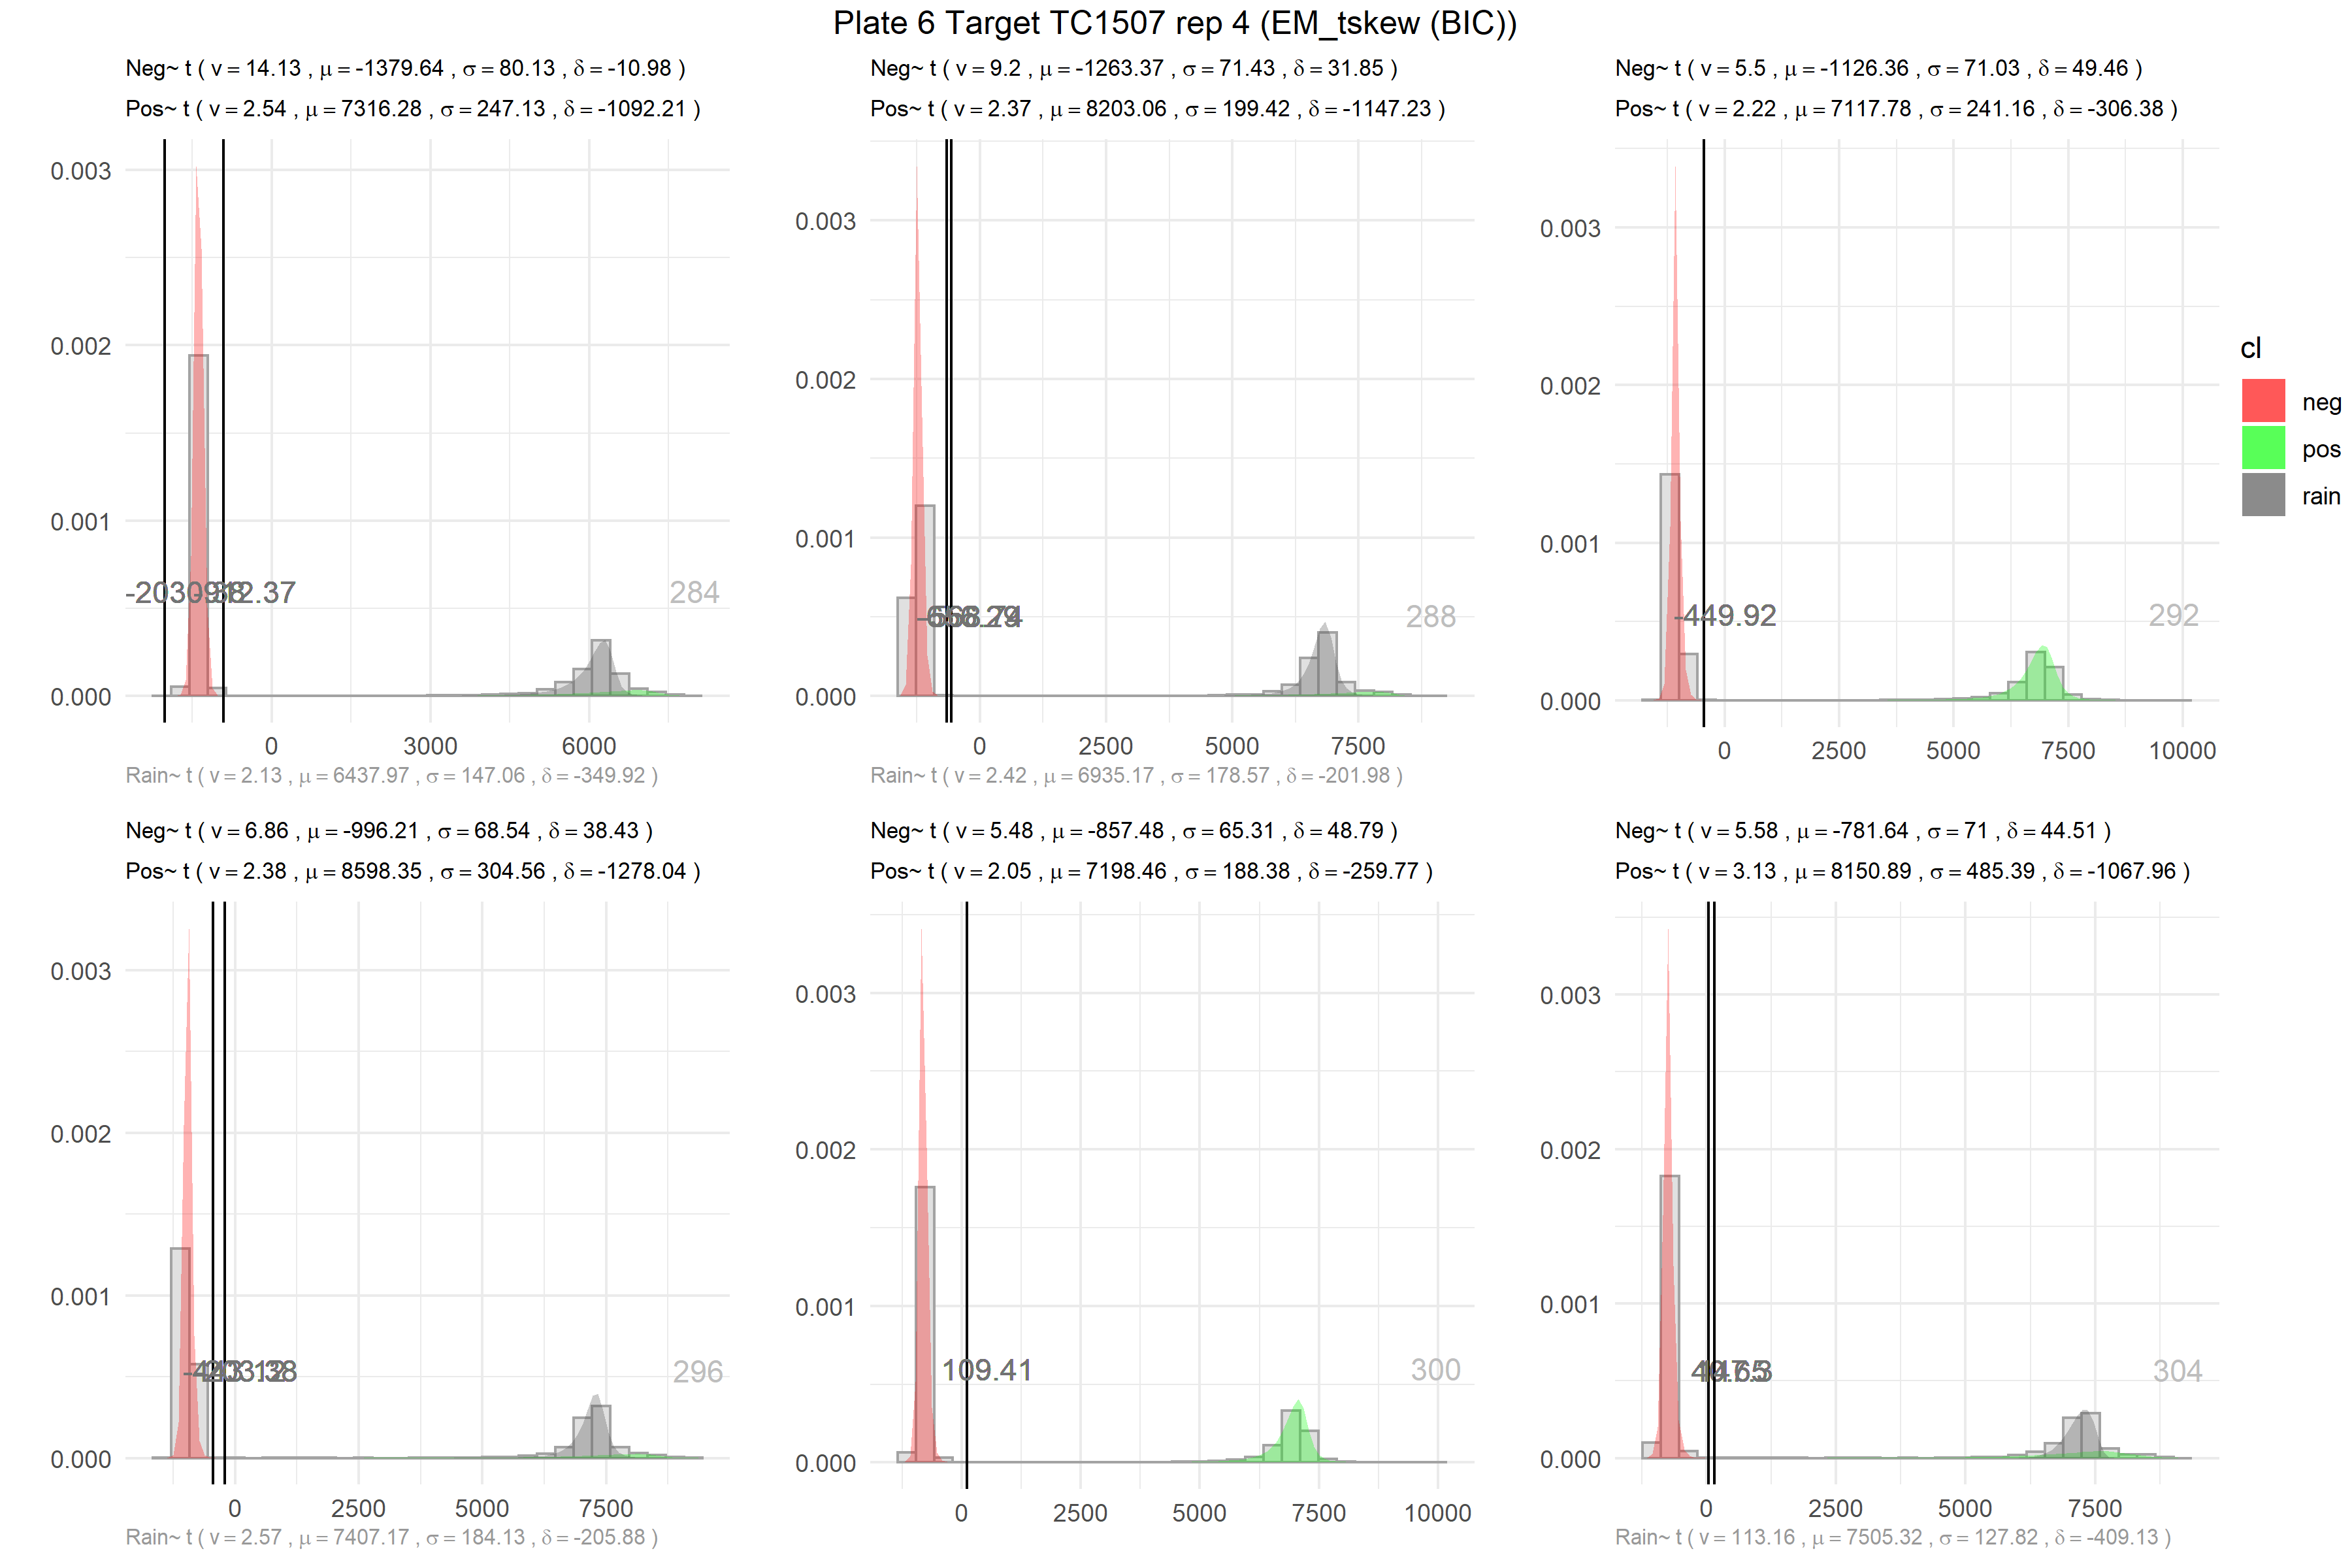 Plate 6 Target TC1507 rep 4 (EM_tskew (BIC))
Neg~ t ( v = 14.13 , μ = -1379.64 , σ = 80.13 , δ = -10.98 )
Pos~ t ( v = 2.54 , μ = 7316.28 , σ = 247.13 , δ = -1092.21 )
0.003
0.002
0.001
0.000
284
0 3000 6000
Rain~ t ( v = 2.13 , μ = 6437.97 , σ = 147.06 , δ = -349.92 )
Neg~ t ( v = 9.2 , μ = -1263.37 , σ = 71.43 , δ = 31.85 )
Pos~ t ( v = 2.37 , μ = 8203.06 , σ = 199.42 , δ = -1147.23 )
0.003
0.002
0.001
0.000
288
0 2500 5000 7500
Rain~ t ( v = 2.42 , μ = 6935.17 , σ = 178.57 , δ = -201.98 )
Neg~ t ( v = 5.5 , μ = -1126.36 , σ = 71.03 , δ = 49.46 )
Pos~ t ( v = 2.22 , μ = 7117.78 , σ = 241.16 , δ = -306.38 )
0.003
0.002
0.001
0.000
-449.92 292
0 2500 5000 7500 10000
cl
neg
pos
rain
Neg~ t ( v = 6.86 , μ = -996.21 , σ = 68.54 , δ = 38.43 )
Pos~ t ( v = 2.38 , μ = 8598.35 , σ = 304.56 , δ = -1278.04 )
0.003
0.002
0.001
0.000
296
0 2500 5000 7500
Rain~ t ( v = 2.57 , μ = 7407.17 , σ = 184.13 , δ = -205.88 )
Neg~ t ( v = 5.48 , μ = -857.48 , σ = 65.31 , δ = 48.79 )
Pos~ t ( v = 2.05 , μ = 7198.46 , σ = 188.38 , δ = -259.77 )
0.003
0.002
0.001
0.000
109.41 300
0 2500 5000 7500 10000
Neg~ t ( v = 5.58 , μ = -781.64 , σ = 71 , δ = 44.51 )
Pos~ t ( v = 3.13 , μ = 8150.89 , σ = 485.39 , δ = -1067.96 )
0.003
0.002
0.001
0.000
304
0 2500 5000 7500
Rain~ t ( v = 113.16 , μ = 7505.32 , σ = 127.82 , δ = -409.13 )